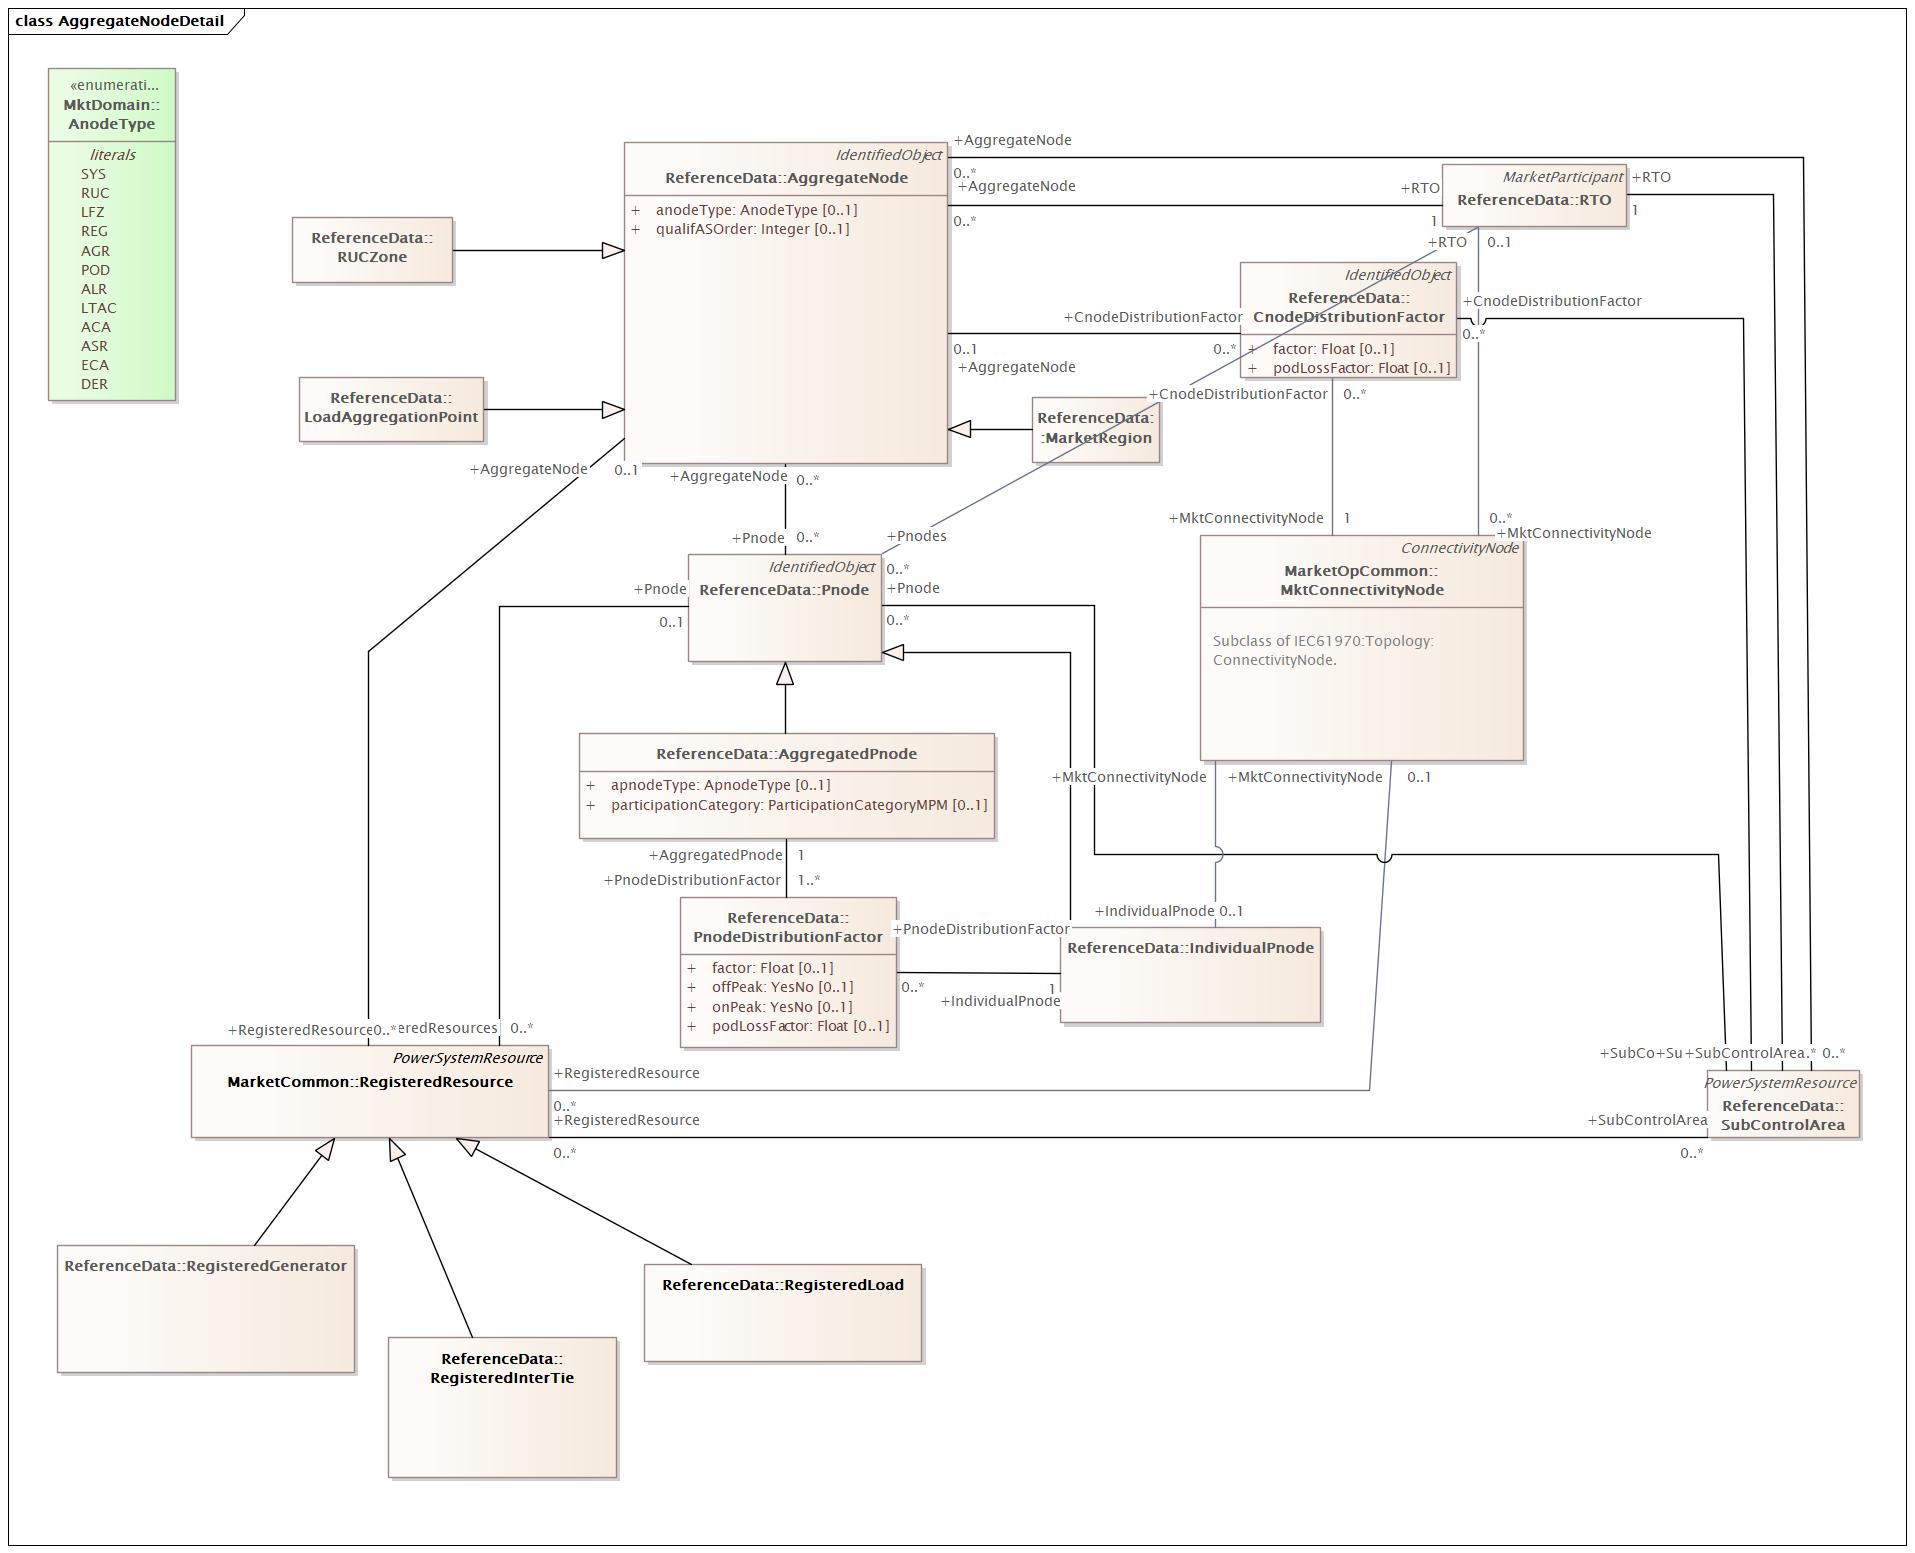 class AggregateNodeDetail
«enumerati...
MktDomain::
AnodeType
literals
SYS
RUC
LFZ
REG
AGR
POD
ALR
LTAC
ACA
ASR
ECA
DER
ReferenceData::
RUCZone
ReferenceData::
LoadAggregationPoint
IdentifiedObject
ReferenceData::AggregateNode
+ anodeType: AnodeType [0..1]
+ qualifASOrder: Integer [0..1]
+AggregateNode
0..*
+AggregateNode
0..*
+RTO
1
MarketParticipant
ReferenceData::RTO
+RTO
1
+RTO
0..1
IdentifiedObject
ReferenceData::
CnodeDistributionFactor
+ factor: Float [0..1]
+ podLossFactor: Float [0..1]
+CnodeDistributionFactor
0..*
+CnodeDistributionFactor
0..1
0..*
+AggregateNode
+CnodeDistributionFactor
0..*
ReferenceData:
:MarketRegion
+AggregateNode
0..1
+AggregateNode
0..*
+MktConnectivityNode
1
0..*
+MktConnectivityNode
+Pnode
0..*
+Pnodes
0..*
IdentifiedObject
ReferenceData::Pnode
+Pnode
0..1
+Pnode
0..*
ConnectivityNode
MarketOpCommon::
MktConnectivityNode
Subclass of IEC61970:Topology:
ConnectivityNode.
ReferenceData::AggregatedPnode
+ apnodeType: ApnodeType [0..1]
+ participationCategory: ParticipationCategoryMPM [0..1]
+MktConnectivityNode
+MktConnectivityNode
0..1
+AggregatedPnode
1
+PnodeDistributionFactor
1..*
ReferenceData::
PnodeDistributionFactor
+ factor: Float [0..1]
+ offPeak: YesNo [0..1]
+ onPeak: YesNo [0..1]
+ podLossFactor: Float [0..1]
+PnodeDistributionFactor
0..*
+IndividualPnode 0..1
ReferenceData::IndividualPnode
1
+IndividualPnode
+RegisteredResource
0..*
eredResources
0..*
PowerSystemResource
MarketCommon::RegisteredResource
+RegisteredResource
0..*
+RegisteredResource
0..*
+SubCo
+Su
+SubControlArea
.*
0..*
PowerSystemResource
ReferenceData::
SubControlArea
+SubControlArea
0..*
ReferenceData::RegisteredGenerator
ReferenceData::RegisteredLoad
ReferenceData::
RegisteredInterTie